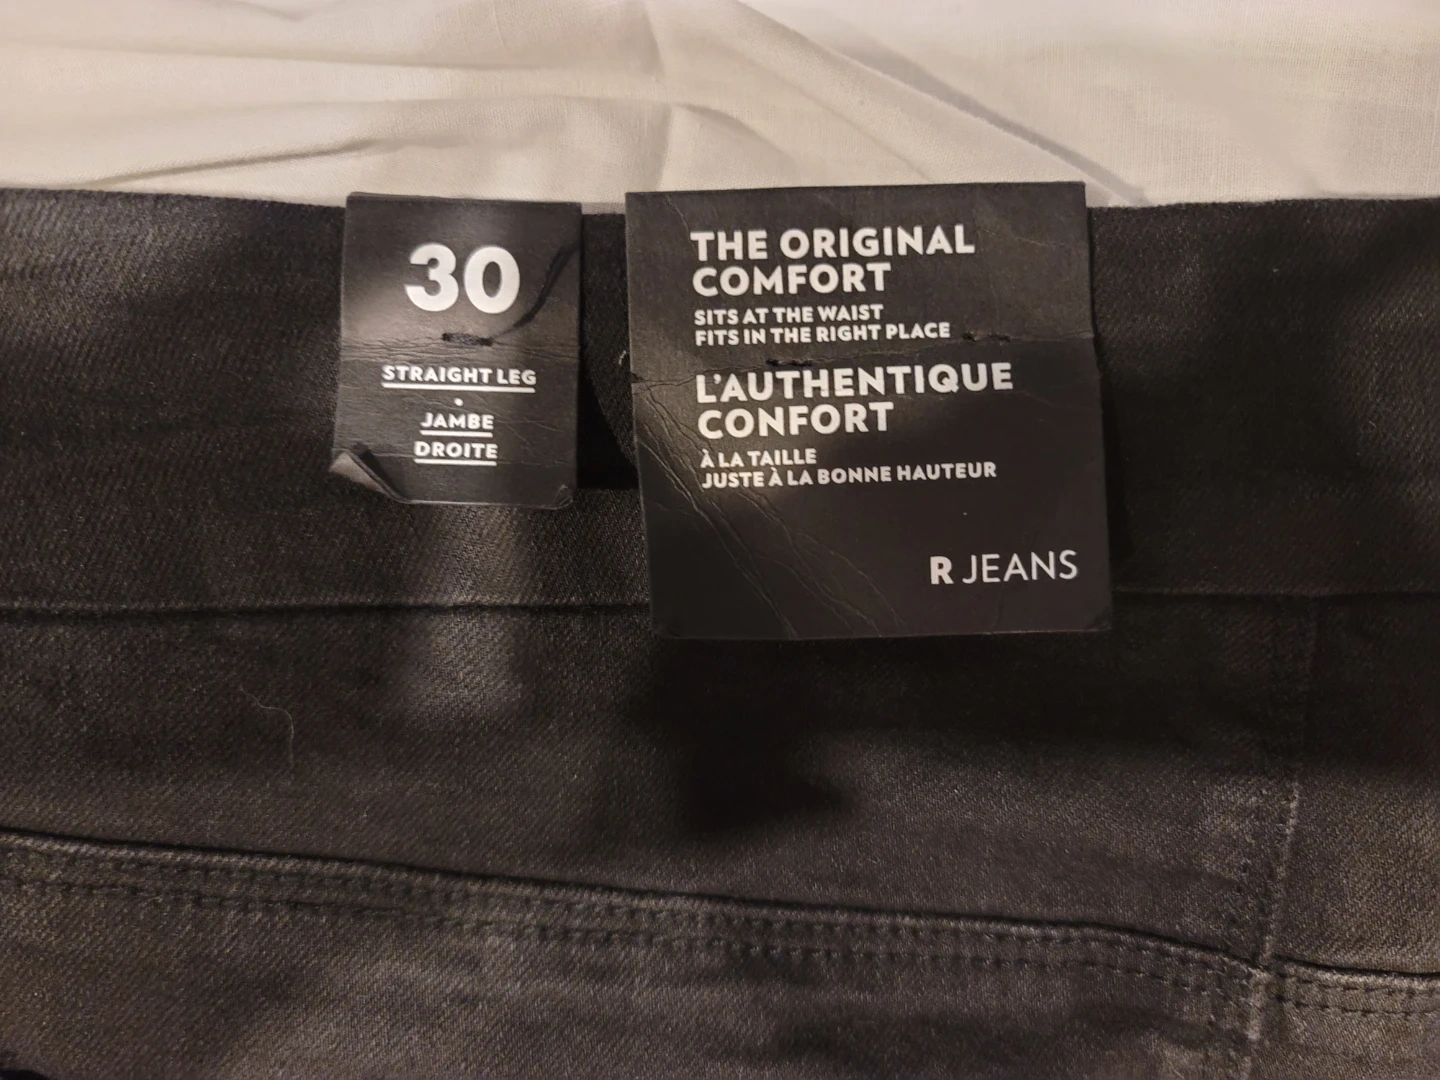 30
STRAIGHT LEG
•
JAMBE
DROITE
THE ORIGINAL
COMFORT
SITS AT THE WAIST
FITS IN THE RIGHT PLACE
L'AUTHENTIQUE
CONFORT
À LA TAILLE
JUSTE À LA BONNE HAUTEUR
R JEANS